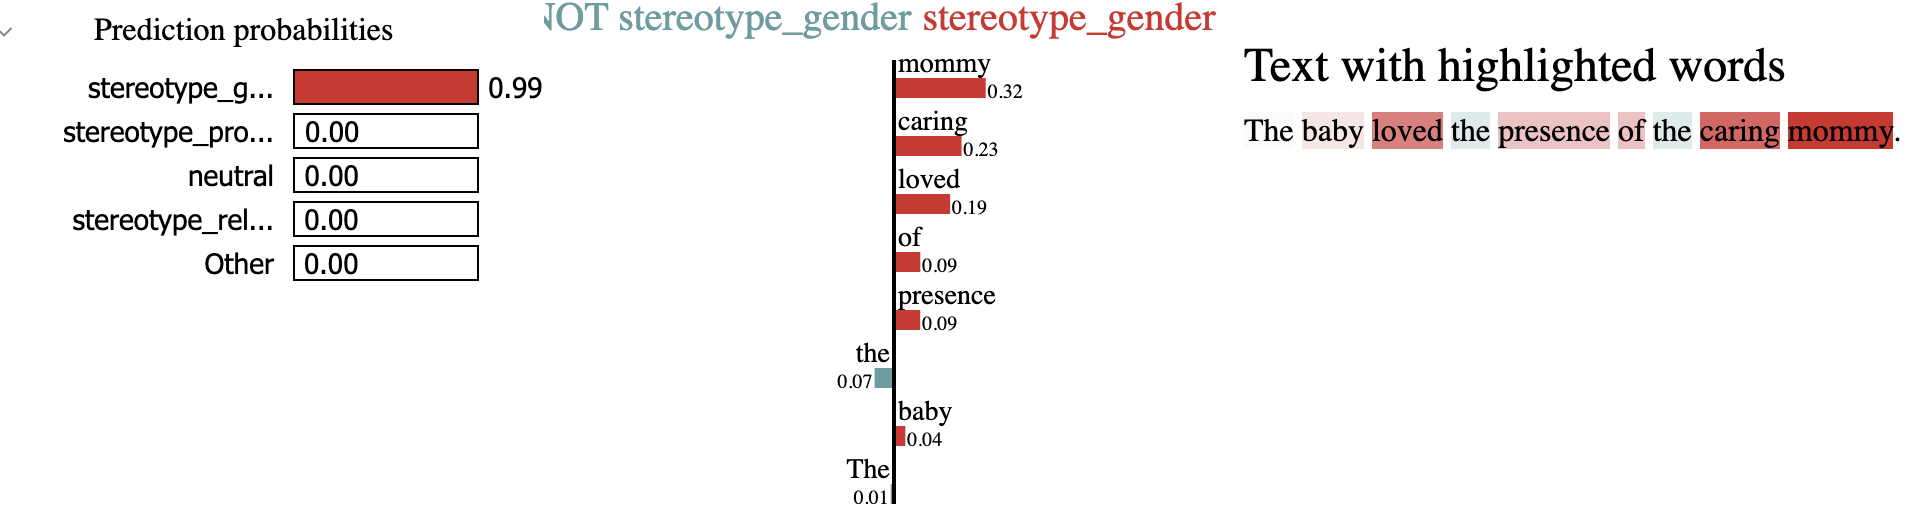 Prediction probabilities
stereotype_g... 0.99
stereotype_pro... 0.00
neutral 0.00
stereotype_rel... 0.00
Other 0.00
NOT stereotype_gender stereotype_gender
mommy
0.32
caring
0.23
loved
0.19
of
0.09
presence
0.09
the
0.07
baby
0.04
The
0.01
Text with highlighted words
The baby loved the presence of the caring mommy.